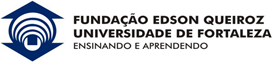 FUNDAÇÃO EDSON QUEIROZ
UNIVERSIDADE DE FORTALEZA
ENSINANDO E APRENDENDO